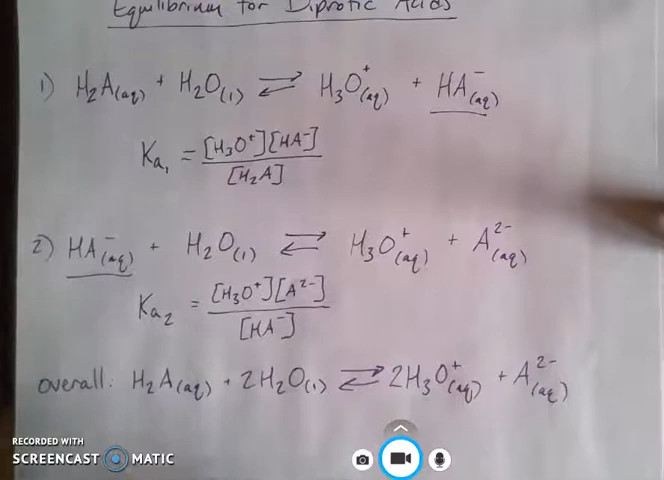 Equilibrium for Diprotic Acids
1) H₂A(aq) + H₂O(l) ⇌ H₃O⁺(aq) + HA⁻(aq)
Ka₁ = [H₃O⁺][HA⁻] / [H₂A]
2) HA⁻(aq) + H₂O(l) ⇌ H₃O⁺(aq) + A²⁻(aq)
Ka₂ = [H₃O⁺][A²⁻] / [HA⁻]
overall: H₂A(aq) + 2H₂O(l) ⇌ 2H₃O⁺(aq) + A²⁻(aq)
RECORDED WITH
SCREENCAST MATIC